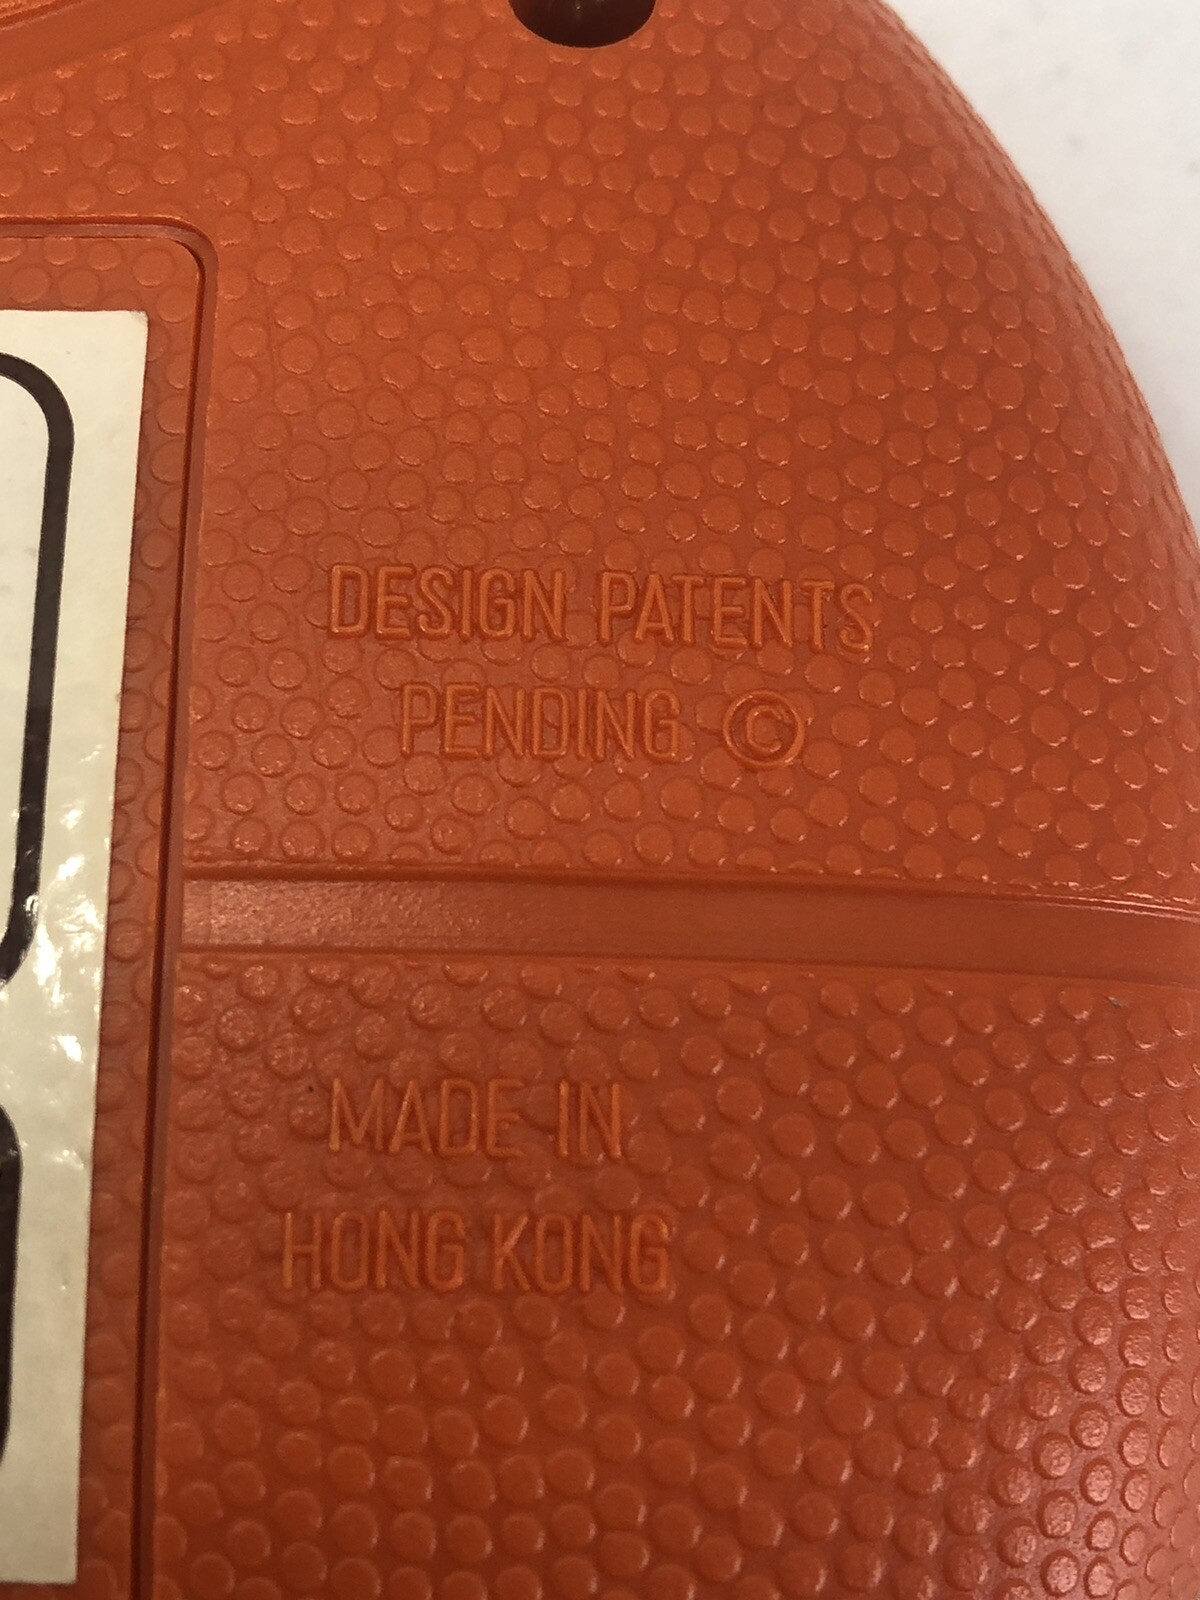 DESIGN PATENTS
PENDING ©
MADE IN
HONG KONG